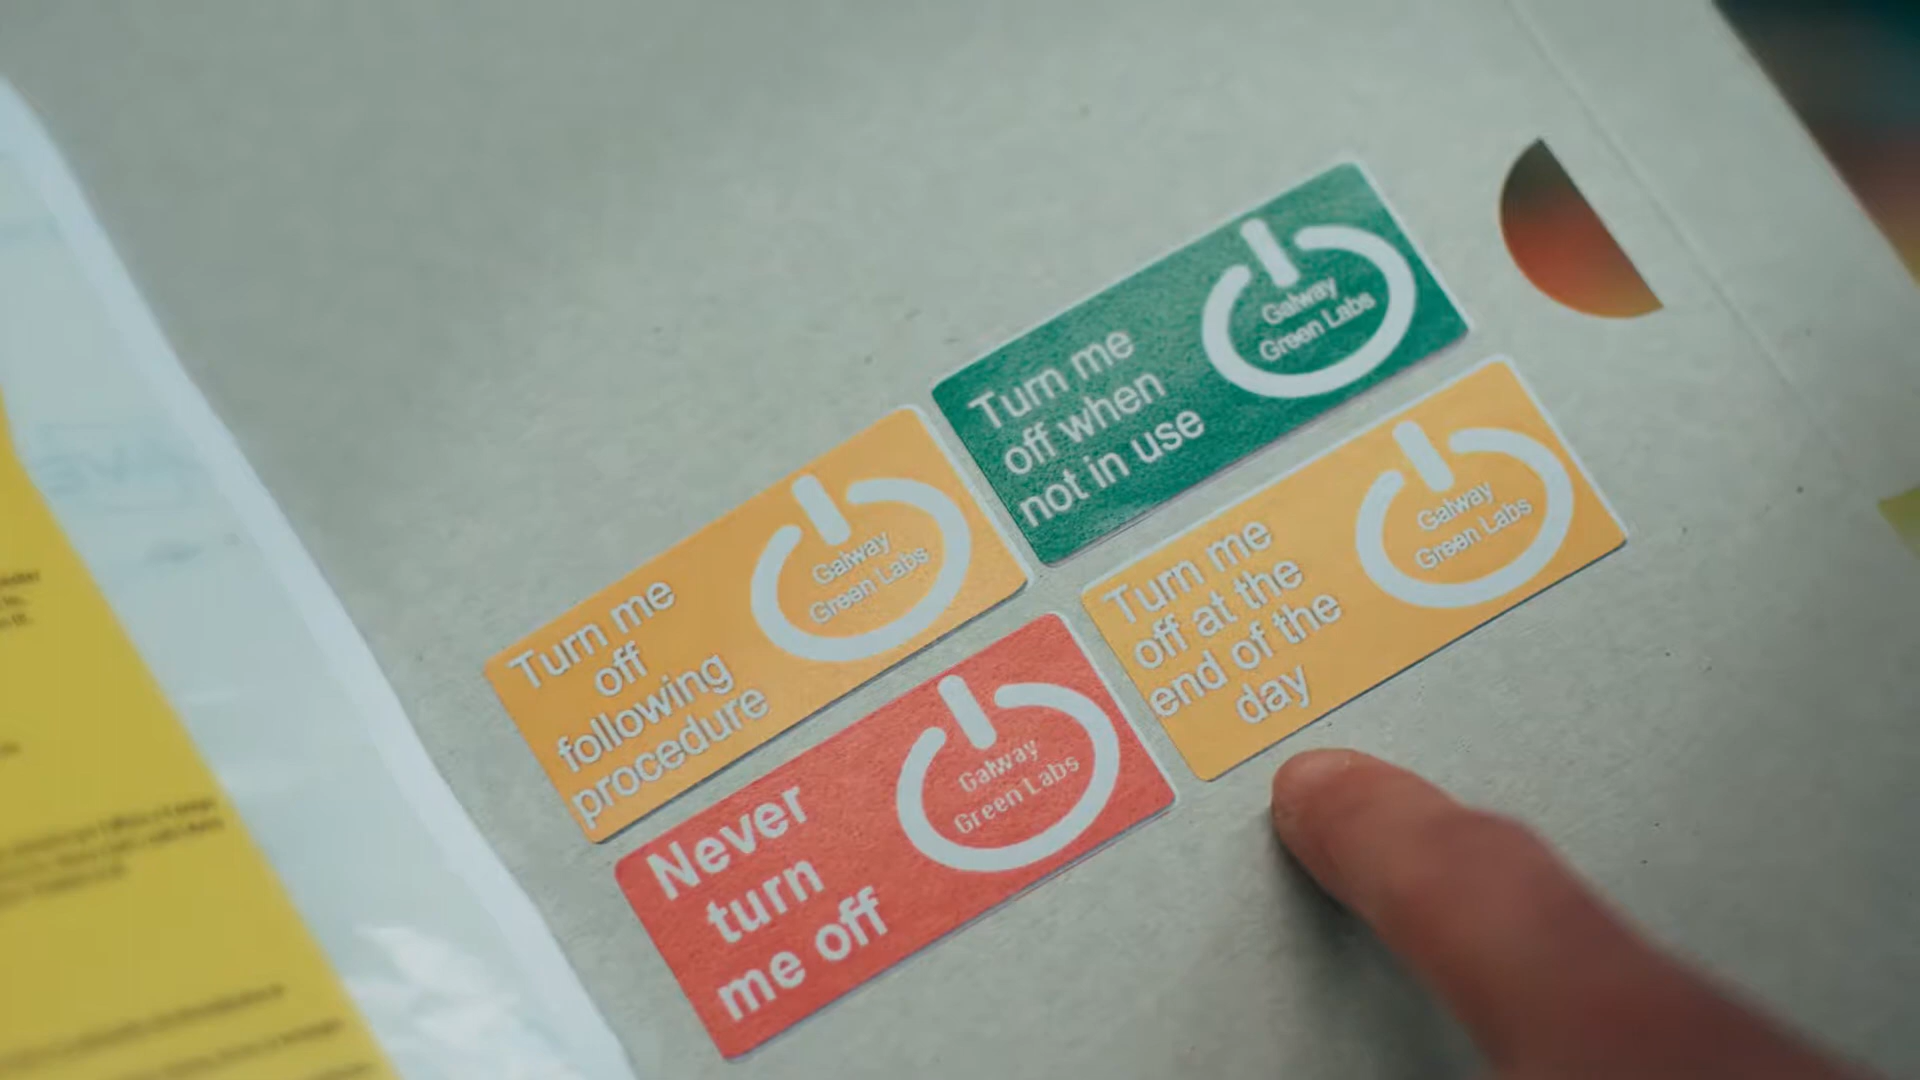 Turn me
off when
not in use
Galway
Green Labs
Turn me
off
following
procedure
Galway
Green Labs
Turn me
off at the
end of the
day
Galway
Green Labs
Never
turn
me off
Galway
Green Labs